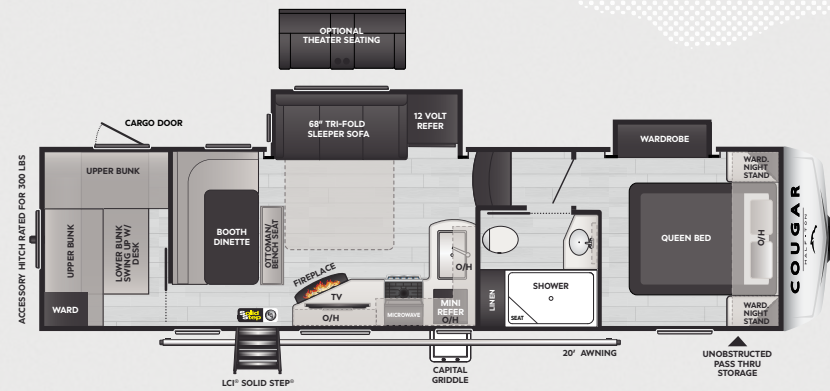 OPTIONAL
THEATER SEATING
CARGO DOOR
68" TRI-FOLD
SLEEPER SOFA
12 VOLT
REFER
WARDROBE
ACCESSORY HITCH RATED FOR 300 LBS
UPPER BUNK
UPPER BUNK
LOWER BUNK
SWING UP W/
DESK
WARD
BOOTH
DINETTE
OTTOMAN/
BENCH SEAT
FIREPLACE
TV
O/H
MICROWAVE
MINI
REFER
O/H
O/H
LINEN
SHOWER
SEAT
QUEEN BED
O/H
WARD.
NIGHT
STAND
WARD.
NIGHT
STAND
COUGAR
HALF-TON
Solid
Step
LCI® SOLID STEP®
CAPITAL
GRIDDLE
20' AWNING
UNOBSTRUCTED
PASS THRU
STORAGE